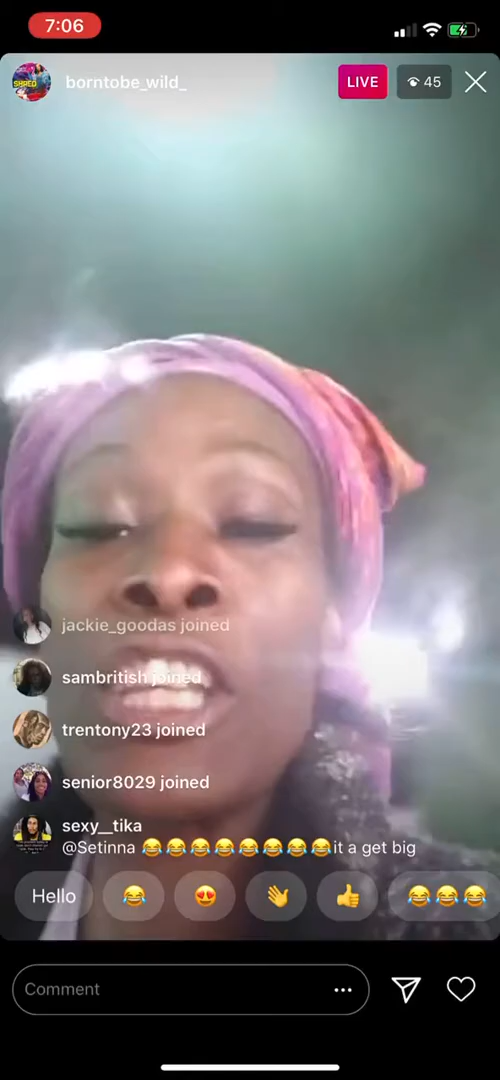 7:06
SHRED
borntobe_wild_
LIVE
45
jackie_goodas joined
sambritish joined
trentony23 joined
senior8029 joined
sexy__tika
@Setinna 😂😂😂😂😂😂😂😂it a get big
Hello
😂
😍
👋
👍
😂😂😂
Comment